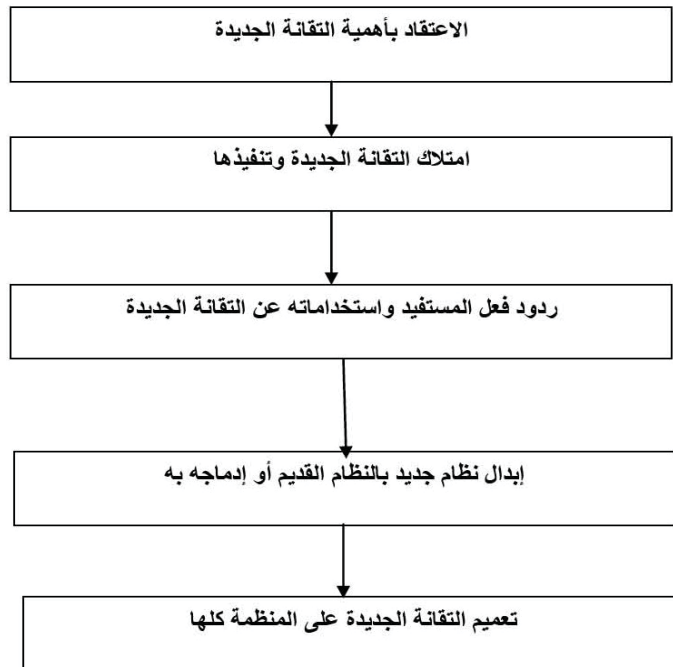 الاعتقاد بأهمية التقانة الجديدة
امتلاك التقانة الجديدة وتنفيذها
ردود فعل المستفيد واستخداماته عن التقانة الجديدة
إبدال نظام جديد بالنظام القديم أو إدماجه به
تعميم التقانة الجديدة على المنظمة كلها